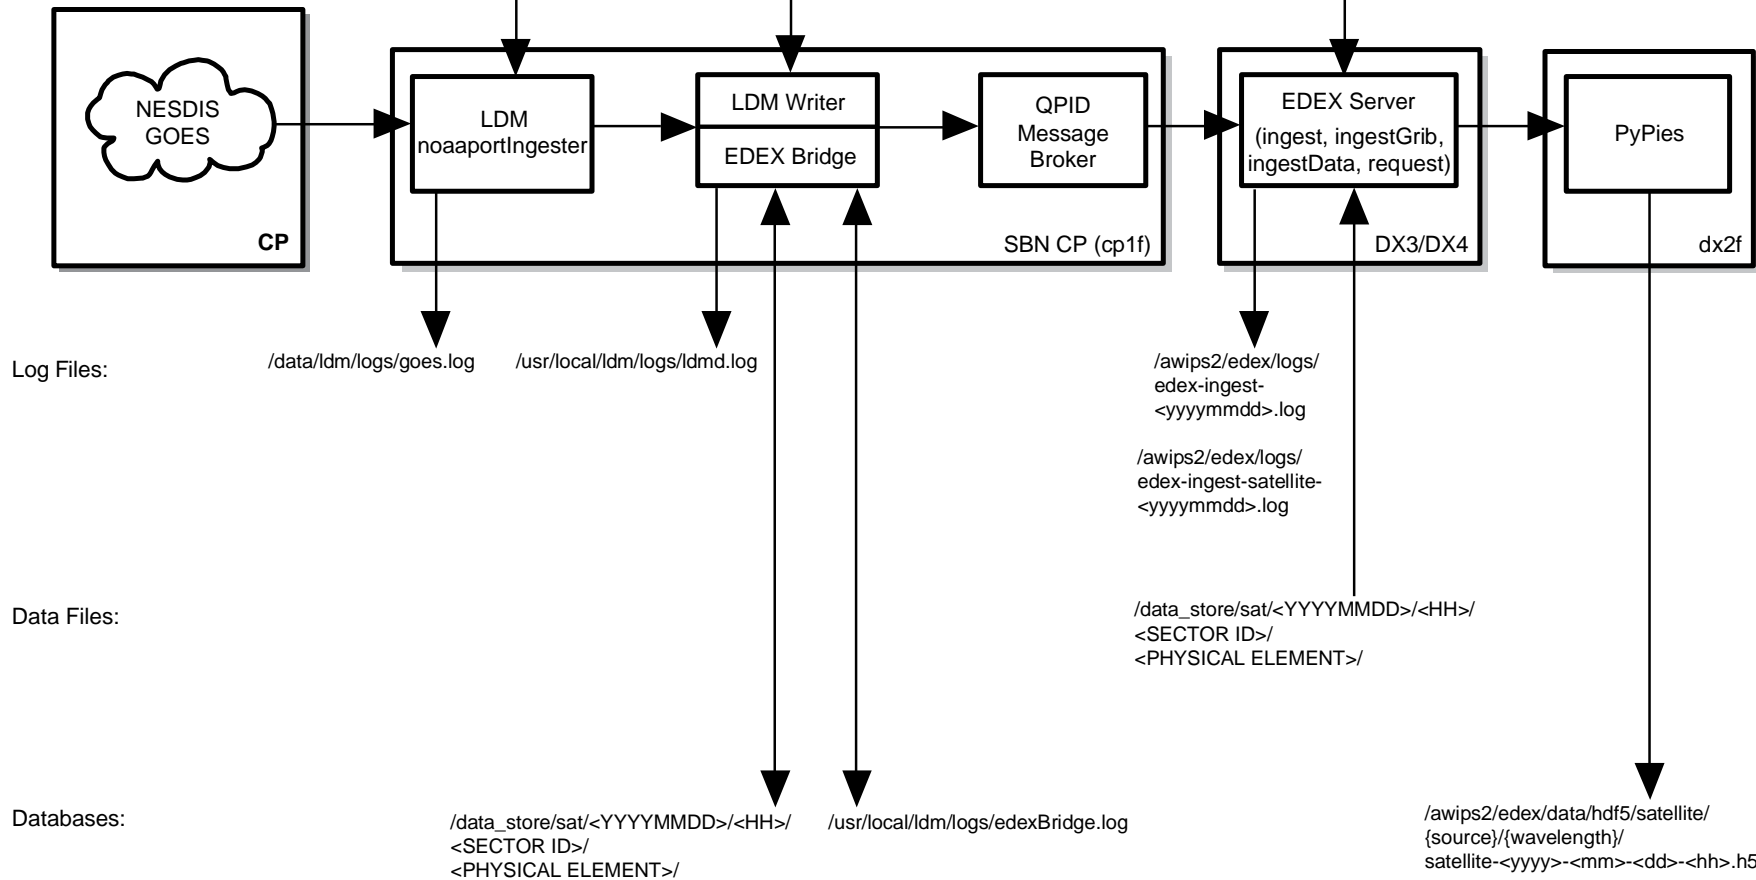 NESDIS
GOES
CP
LDM
noaaportIngester
LDM Writer
EDEX Bridge
QPID
Message
Broker
SBN CP (cp1f)
EDEX Server
(ingest, ingestGrib,
ingestData, request)
DX3/DX4
PyPies
dx2f
Log Files:
/data/ldm/logs/goes.log
/usr/local/ldm/logs/ldmd.log
/awips2/edex/logs/
edex-ingest-
<yyyymmdd>.log
/awips2/edex/logs/
edex-ingest-satellite-
<yyyymmdd>.log
Data Files:
/data_store/sat/<YYYYMMDD>/<HH>/
<SECTOR ID>/
<PHYSICAL ELEMENT>/
Databases:
/data_store/sat/<YYYYMMDD>/<HH>/
<SECTOR ID>/
<PHYSICAL ELEMENT>/
/usr/local/ldm/logs/edexBridge.log
/awips2/edex/data/hdf5/satellite/
{source}/{wavelength}/
satellite-<yyyy>-<mm>-<dd>-<hh>.h5